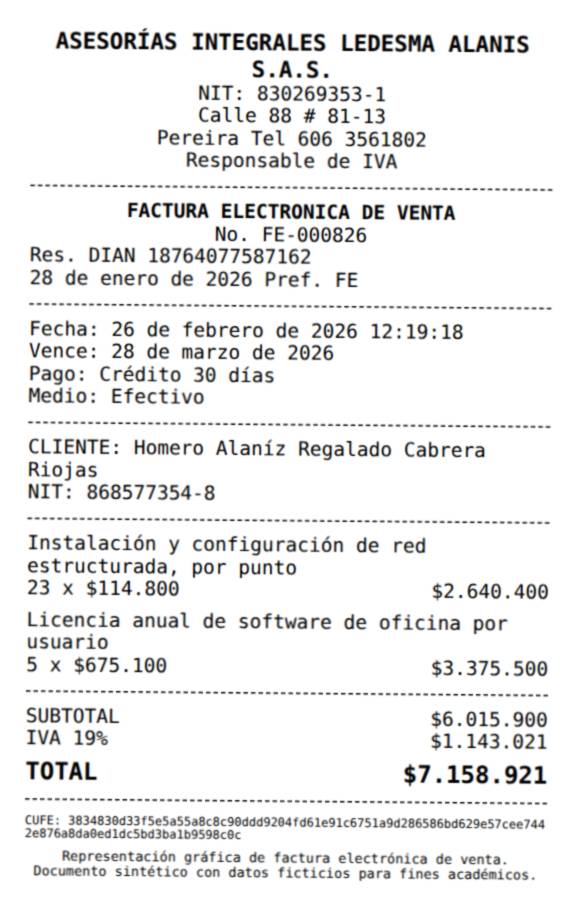 ASESORÍAS INTEGRALES LEDESMA ALANIS
S.A.S.
NIT: 830269353-1
Calle 88 # 81-13
Pereira Tel 606 3561802
Responsable de IVA
FACTURA ELECTRONICA DE VENTA
No. FE-000826
Res. DIAN 18764077587162
28 de enero de 2026 Pref. FE
Fecha: 26 de febrero de 2026 12:19:18
Vence: 28 de marzo de 2026
Pago: Crédito 30 días
Medio: Efectivo
CLIENTE: Homero Alaníz Regalado Cabrera
Riojas
NIT: 868577354-8
Instalación y configuración de red
estructurada, por punto
23 x $114.800 $2.640.400
Licencia anual de software de oficina por
usuario
5 x $675.100 $3.375.500
SUBTOTAL $6.015.900
IVA 19% $1.143.021
TOTAL $7.158.921
CUFE: 3834830d33f5e5a55a8c8c90ddd9204fd61e91c6751a9d286586bd629e57cee744
2e876a8da0ed1dc5bd3ba1b9598c0c
Representación gráfica de factura electrónica de venta.
Documento sintético con datos ficticios para fines académicos.